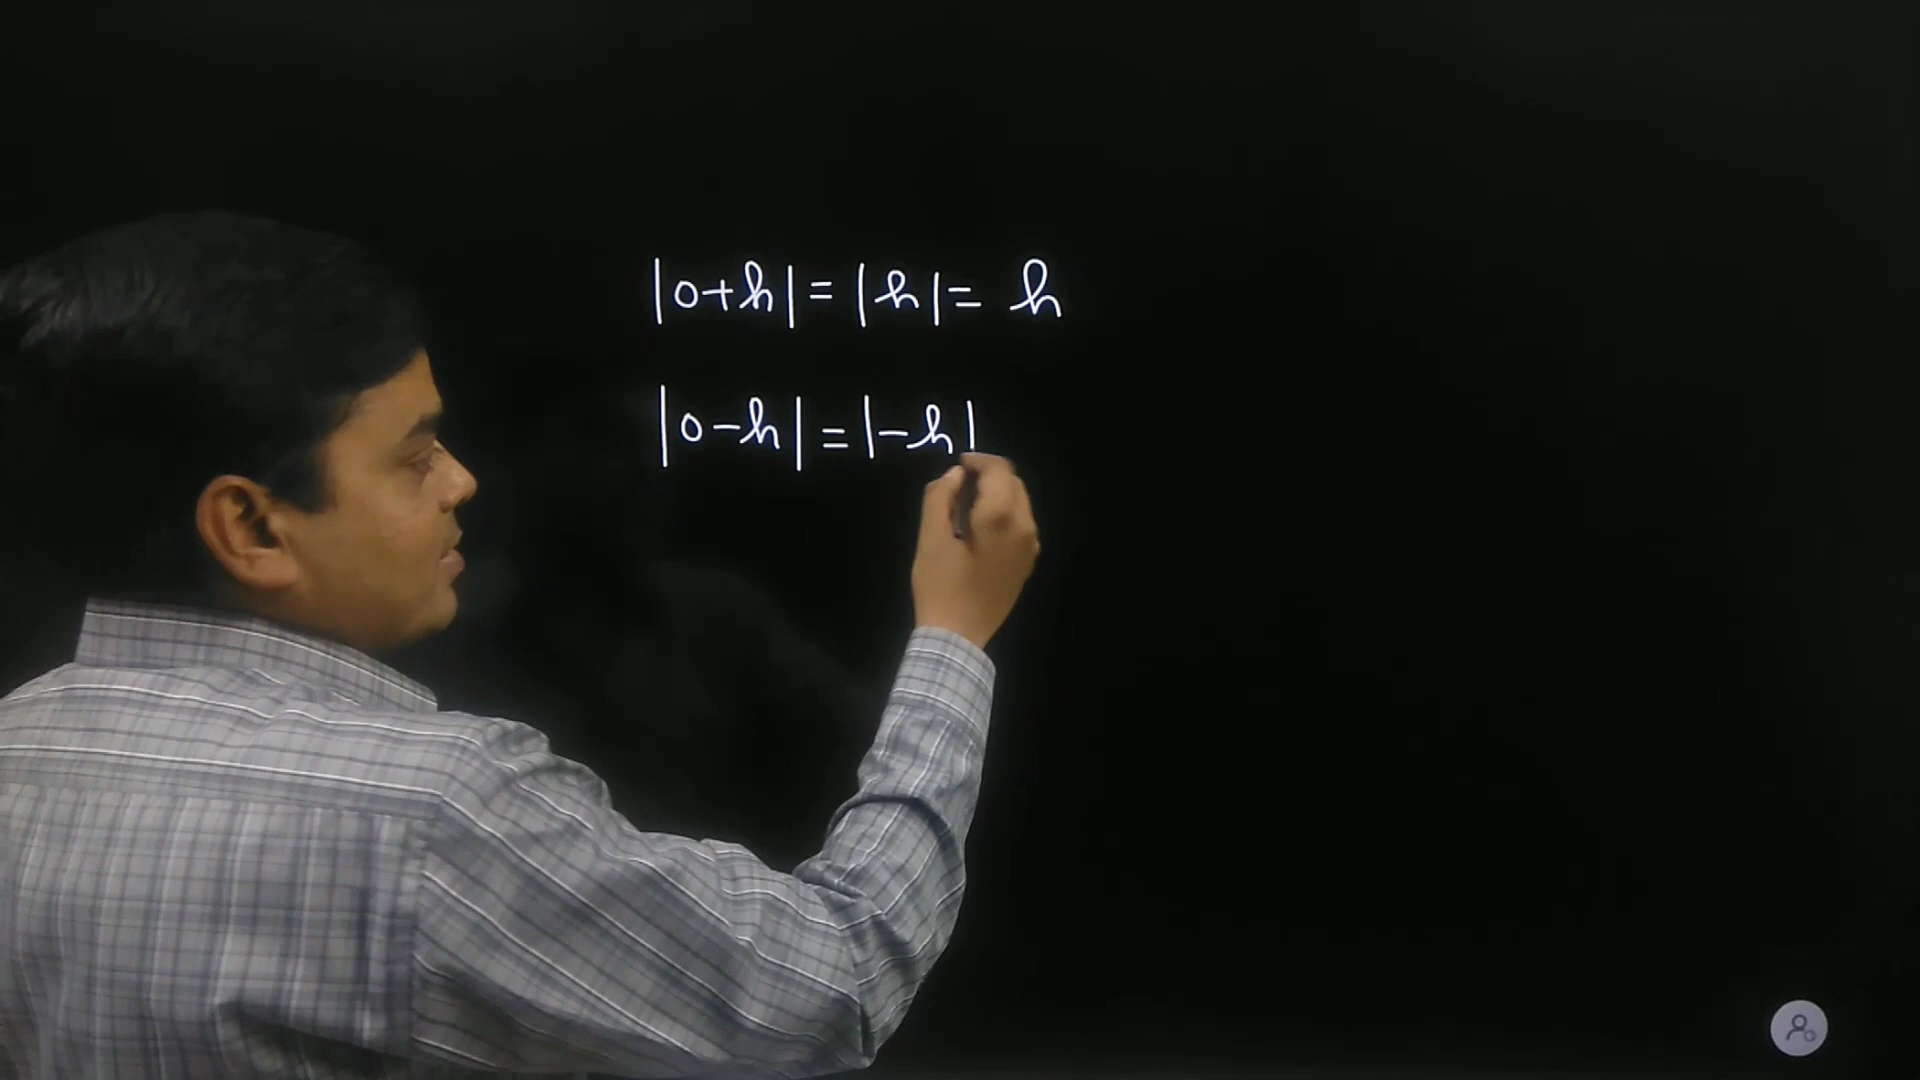 |0+h| = |h| = h
|0-h| = |-h|